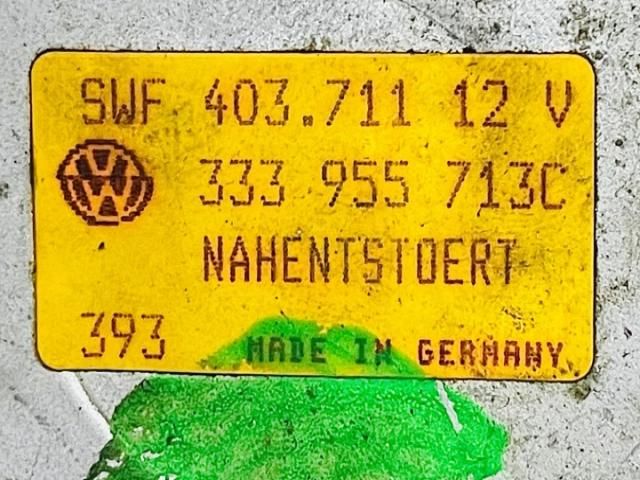 SWF 403.711 12 V
333 955 713C
NAHENTSTOERT
393 MADE IN GERMANY